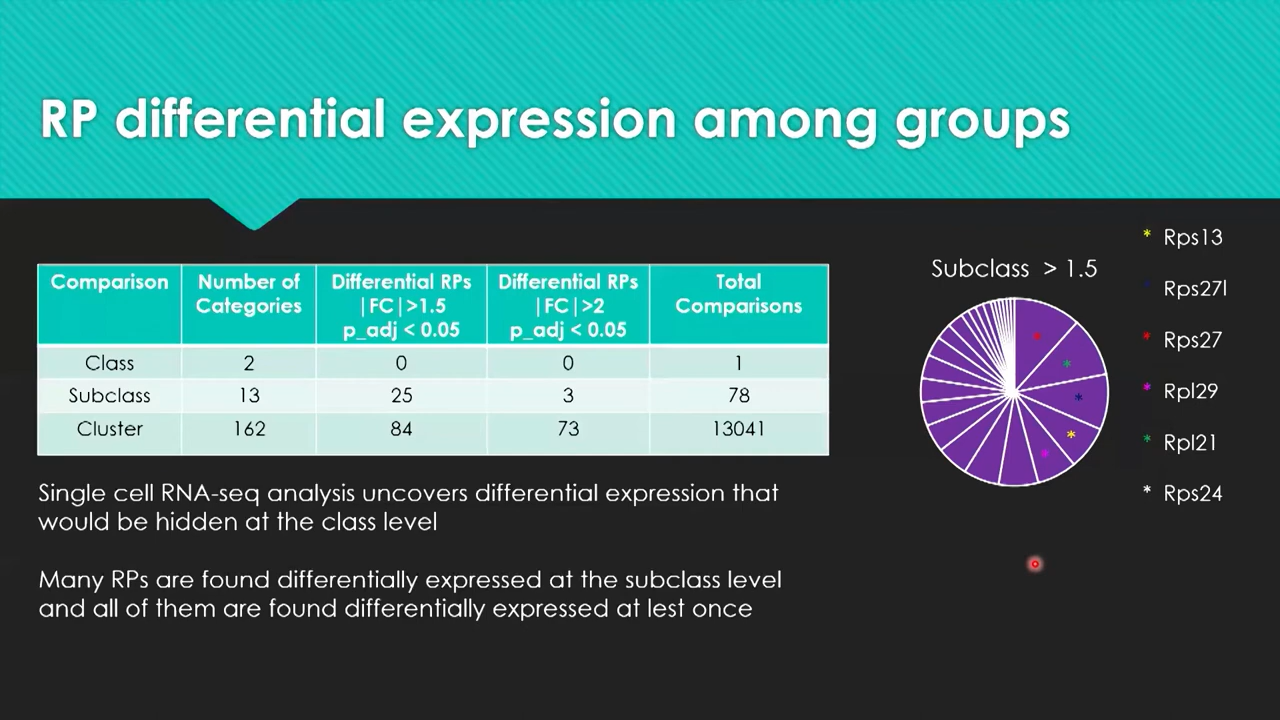 RP differential expression among groups
Comparison
Number of
Categories
Differential RPs
|FC|>1.5
p_adj < 0.05
Differential RPs
|FC|>2
p_adj < 0.05
Total
Comparisons
Class 2 0 0 1
Subclass 13 25 3 78
Cluster 162 84 73 13041
Single cell RNA-seq analysis uncovers differential expression that
would be hidden at the class level
Many RPs are found differentially expressed at the subclass level
and all of them are found differentially expressed at lest once
Subclass > 1.5
* Rps13
* Rps27l
* Rps27
* Rpl29
* Rpl21
* Rps24